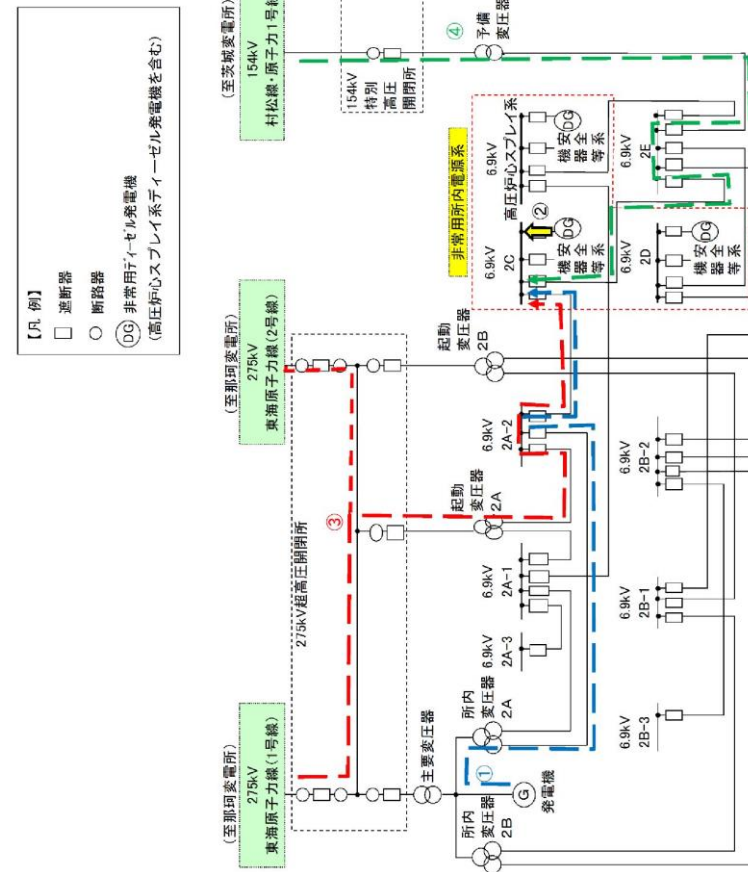 【凡 例】
□ 遮断器
○ 断路器
DG 非常用ディーゼル発電機
(高圧炉心スプレイ系ディーゼル発電機を含む)
(至那珂変電所)
275kV
東海原子力線(1号線)
(至那珂変電所)
275kV
東海原子力線(2号線)
(至茨城変電所)
154kV
村松線・原子力1号線
275kV超高圧開閉所
154kV
特別
高圧
開閉所
③
④
予備
変圧器
主要変圧器
起動
変圧器
2A
起動
変圧器
2B
非常用所内電源系
所内
変圧器
2B
G
発電機
①
所内
変圧器
2A
6.9kV
2A-3
6.9kV
2A-1
6.9kV
2A-2
6.9kV
2C
②
DG
安全系
機器等
6.9kV
高圧炉心スプレイ系
DG
安全系
機器等
6.9kV
2B-3
6.9kV
2B-1
6.9kV
2B-2
6.9kV
2D
DG
安全系
機器等
6.9kV
2E